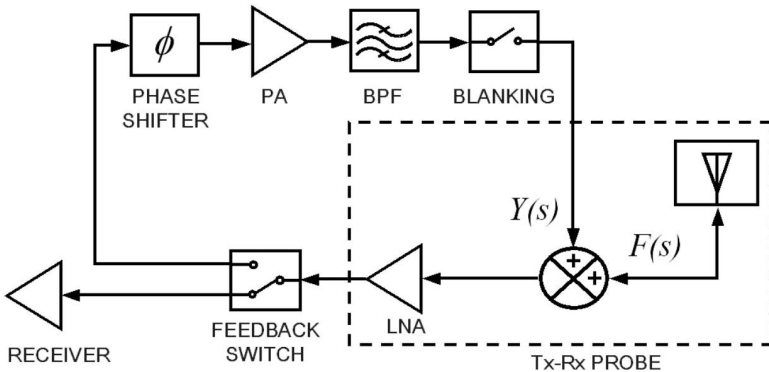 ϕ
PHASE
SHIFTER
PA
BPF
BLANKING
Y(s)
F(s)
+
+
LNA
FEEDBACK
SWITCH
RECEIVER
Tx-Rx PROBE